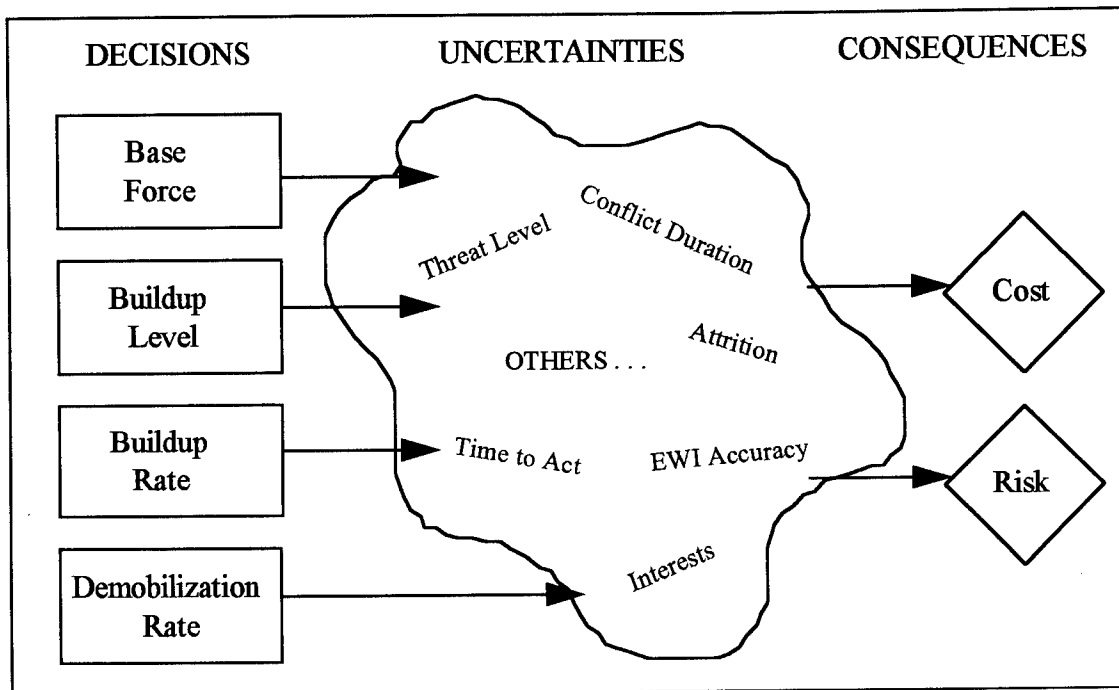 DECISIONS
UNCERTAINTIES
CONSEQUENCES
Base
Force
Buildup
Level
Buildup
Rate
Demobilization
Rate
Threat Level
Conflict Duration
Attrition
OTHERS . . .
Time to Act
EWI Accuracy
Interests
Cost
Risk